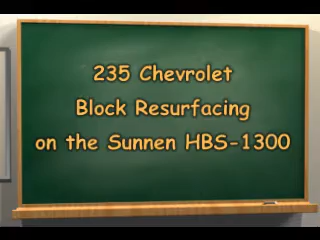 235 Chevrolet
Block Resurfacing
on the Sunnen HBS-1300